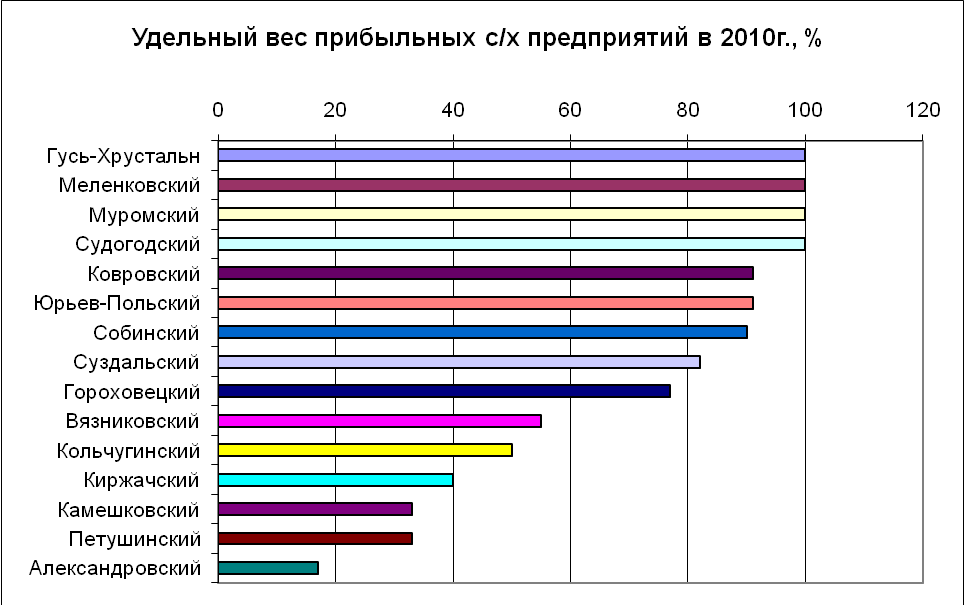 Удельный вес прибыльных с/х предприятий в 2010г., %
0 20 40 60 80 100 120
Гусь-Хрустальн
Меленковский
Муромский
Судогодский
Ковровский
Юрьев-Польский
Собинский
Суздальский
Гороховецкий
Вязниковский
Кольчугинский
Киржачский
Камешковский
Петушинский
Александровский